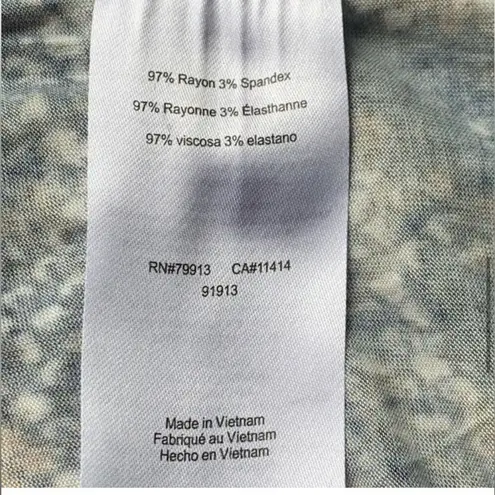 97% Rayon 3% Spandex
97% Rayonne 3% Élasthanne
97% viscosa 3% elastano
RN#79913 CA#11414
91913
Made in Vietnam
Fabriqué au Vietnam
Hecho en Vietnam